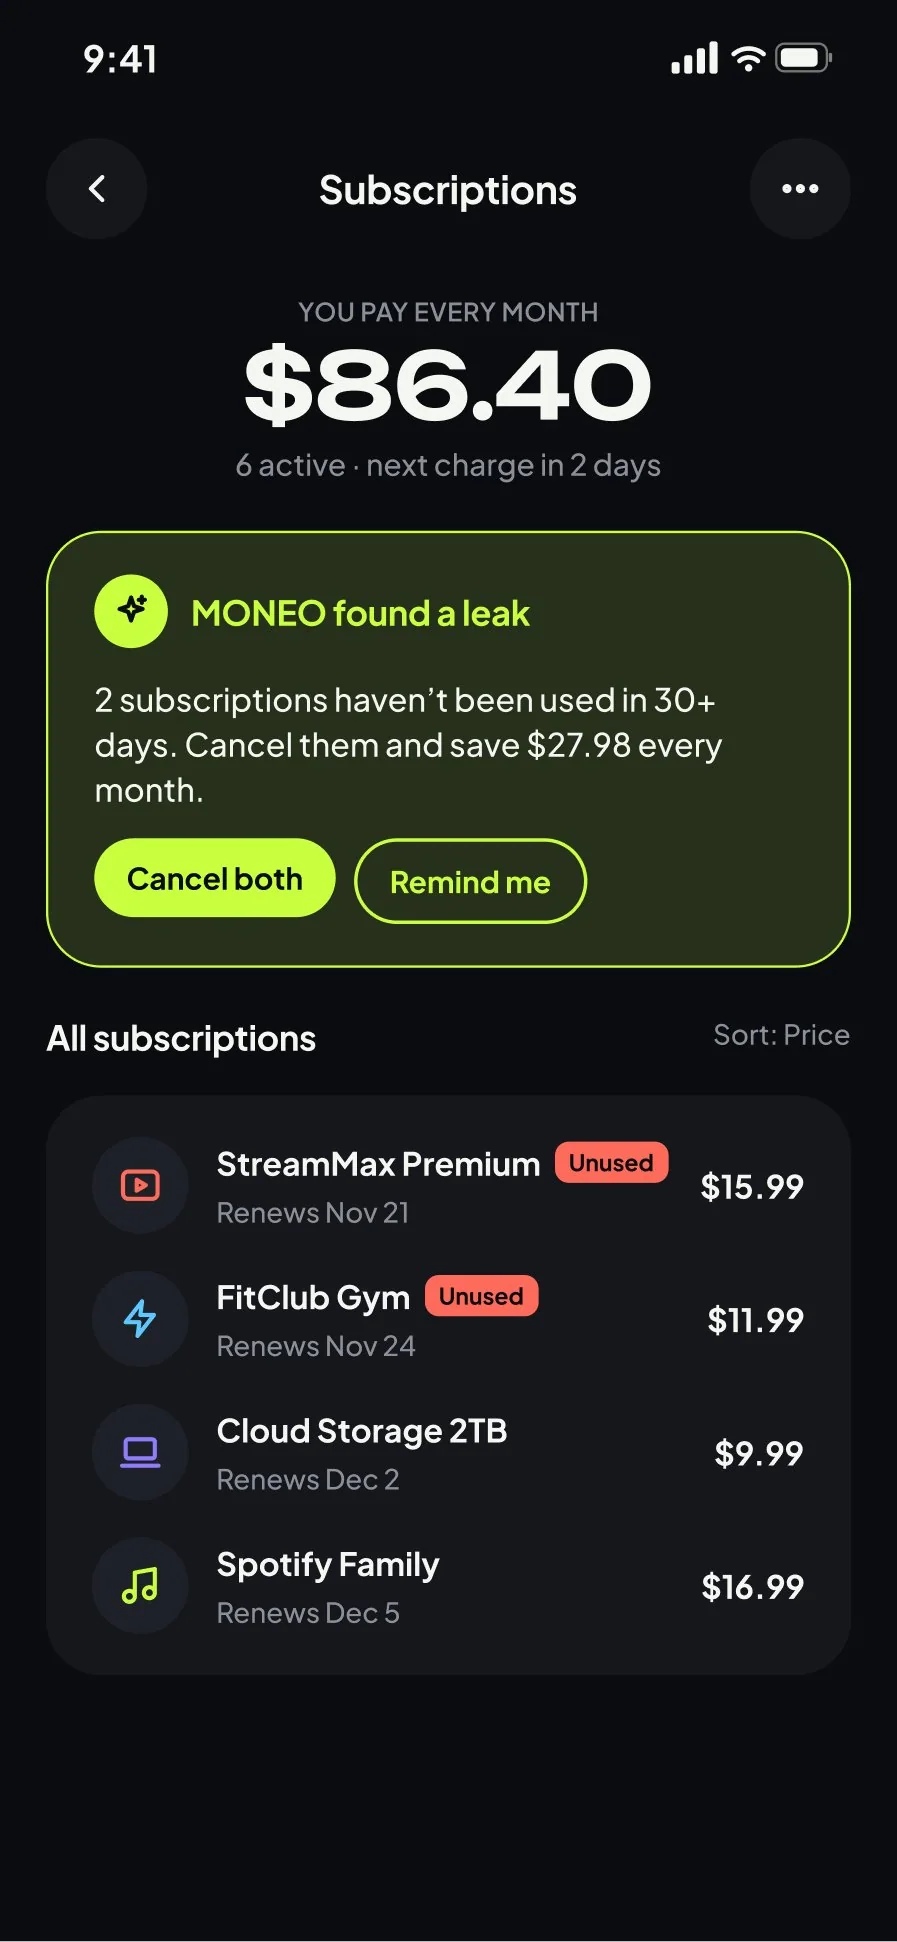 9:41
Subscriptions
YOU PAY EVERY MONTH
$86.40
6 active · next charge in 2 days
MONEO found a leak
2 subscriptions haven’t been used in 30+
days. Cancel them and save $27.98 every
month.
Cancel both
Remind me
All subscriptions
Sort: Price
StreamMax Premium
Unused
Renews Nov 21
$15.99
FitClub Gym
Unused
Renews Nov 24
$11.99
Cloud Storage 2TB
Renews Dec 2
$9.99
Spotify Family
Renews Dec 5
$16.99